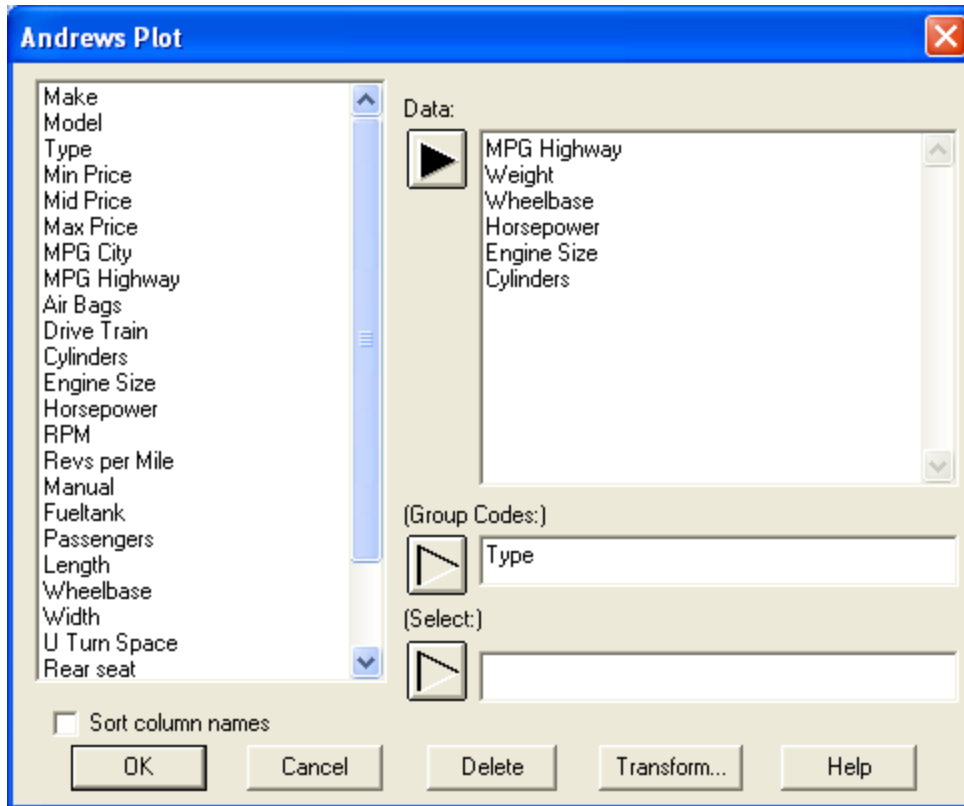 Andrews Plot
Make
Model
Type
Min Price
Mid Price
Max Price
MPG City
MPG Highway
Air Bags
Drive Train
Cylinders
Engine Size
Horsepower
RPM
Revs per Mile
Manual
Fueltank
Passengers
Length
Wheelbase
Width
U Turn Space
Rear seat
Data:
MPG Highway
Weight
Wheelbase
Horsepower
Engine Size
Cylinders
(Group Codes:)
Type
(Select:)
Sort column names
OK
Cancel
Delete
Transform...
Help